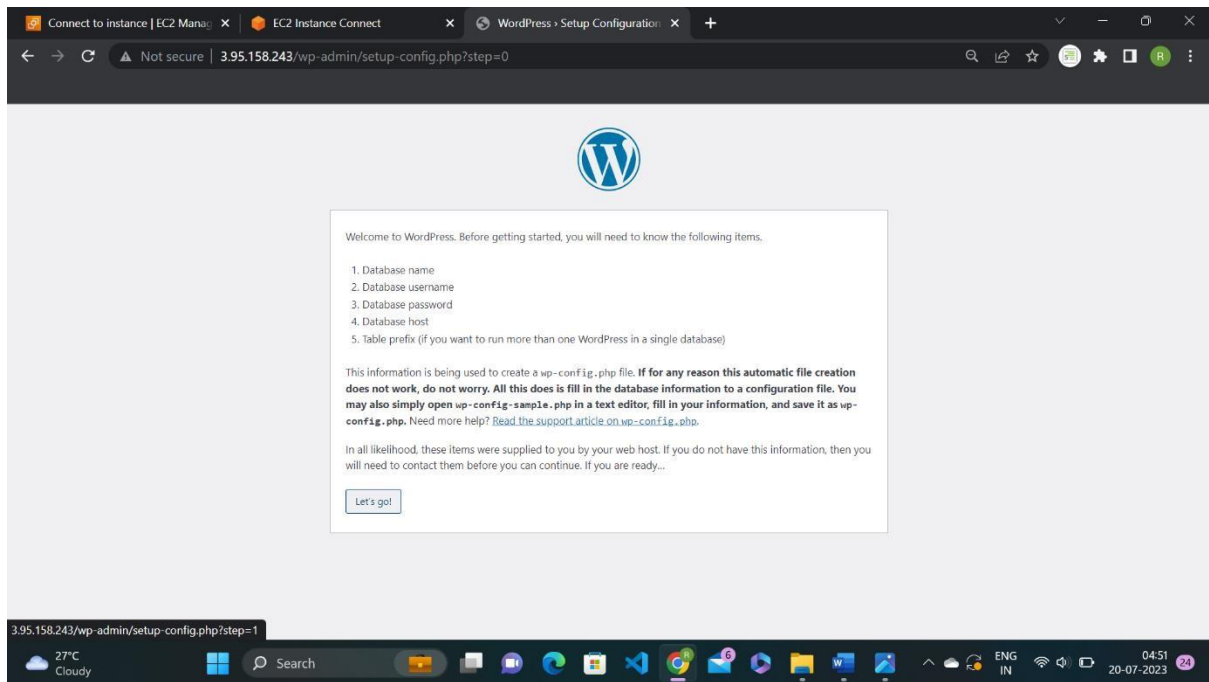 Connect to instance | EC2 Manag
EC2 Instance Connect
WordPress › Setup Configuration
Not secure | 3.95.158.243/wp-admin/setup-config.php?step=0
R
W
Welcome to WordPress. Before getting started, you will need to know the following items.
1. Database name
2. Database username
3. Database password
4. Database host
5. Table prefix (if you want to run more than one WordPress in a single database)
This information is being used to create a wp-config.php file. If for any reason this automatic file creation
does not work, do not worry. All this does is fill in the database information to a configuration file. You
may also simply open wp-config-sample.php in a text editor, fill in your information, and save it as wp-
config.php. Need more help? Read the support article on wp-config.php.
In all likelihood, these items were supplied to you by your web host. If you do not have this information, then you
will need to contact them before you can continue. If you are ready...
Let's go!
3.95.158.243/wp-admin/setup-config.php?step=1
27°C
Cloudy
Search
R
6
W
ENG
IN
04:51
20-07-2023
24